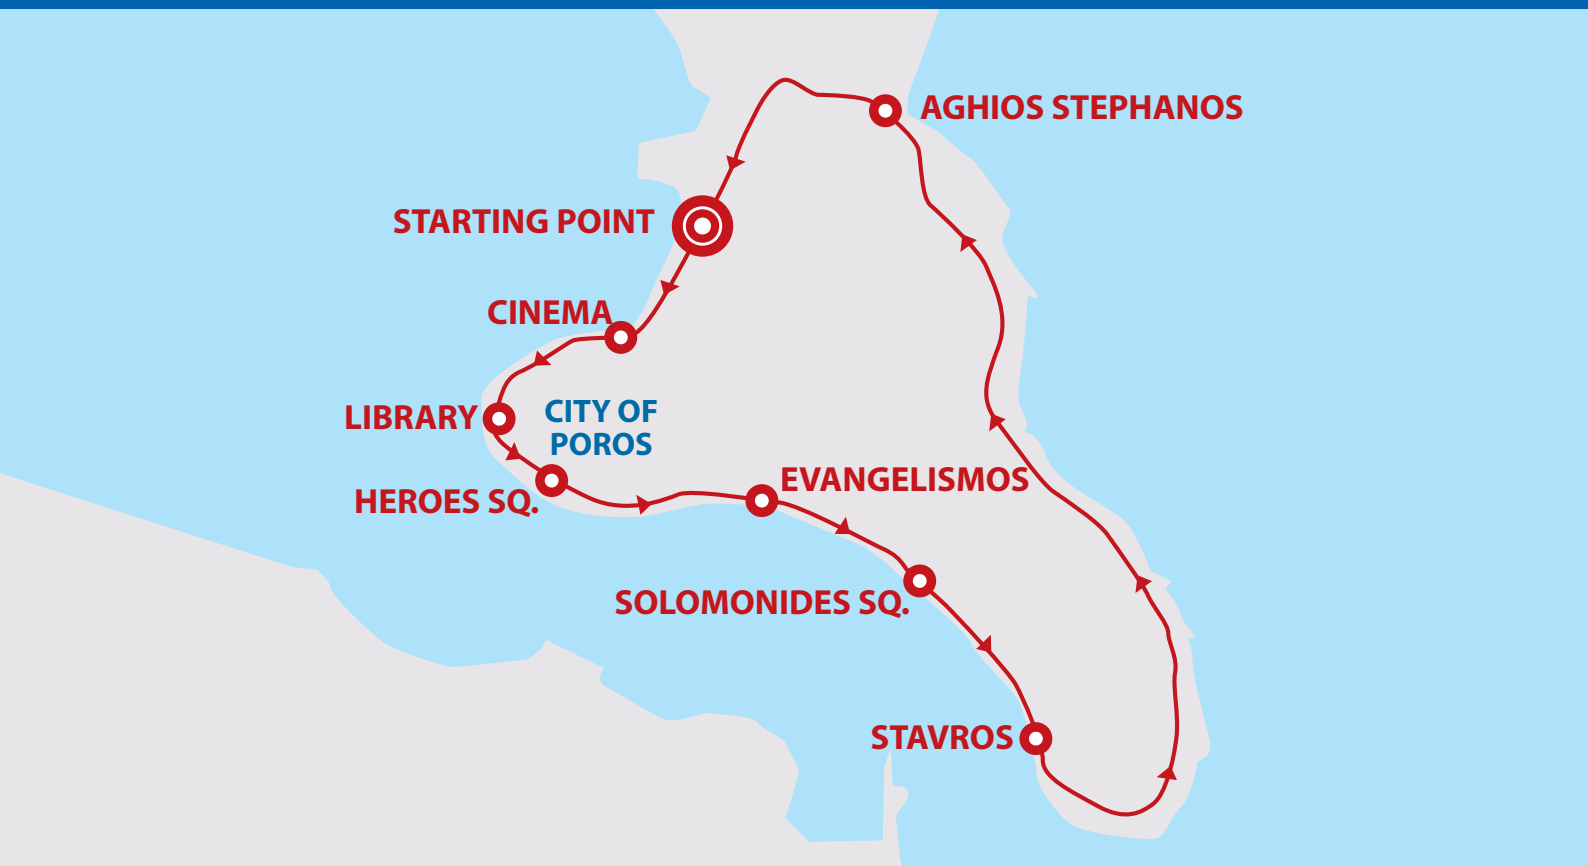 AGHIOS STEPHANOS
STARTING POINT
CINEMA
LIBRARY
CITY OF
POROS
HEROES SQ.
EVANGELISMOS
SOLOMONIDES SQ.
STAVROS